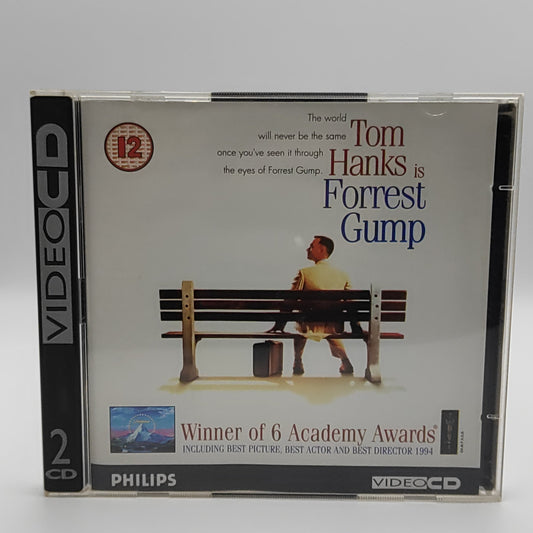 VIDEO CD
2
CD
12
The world
will never be the same
once you've seen it through
the eyes of Forrest Gump.
Tom
Hanks is
Forrest
Gump
Paramount
Winner of 6 Academy Awards®
INCLUDING BEST PICTURE, BEST ACTOR AND BEST DIRECTOR 1994
©A.M.P.A.S.®
PHILIPS
VIDEO CD